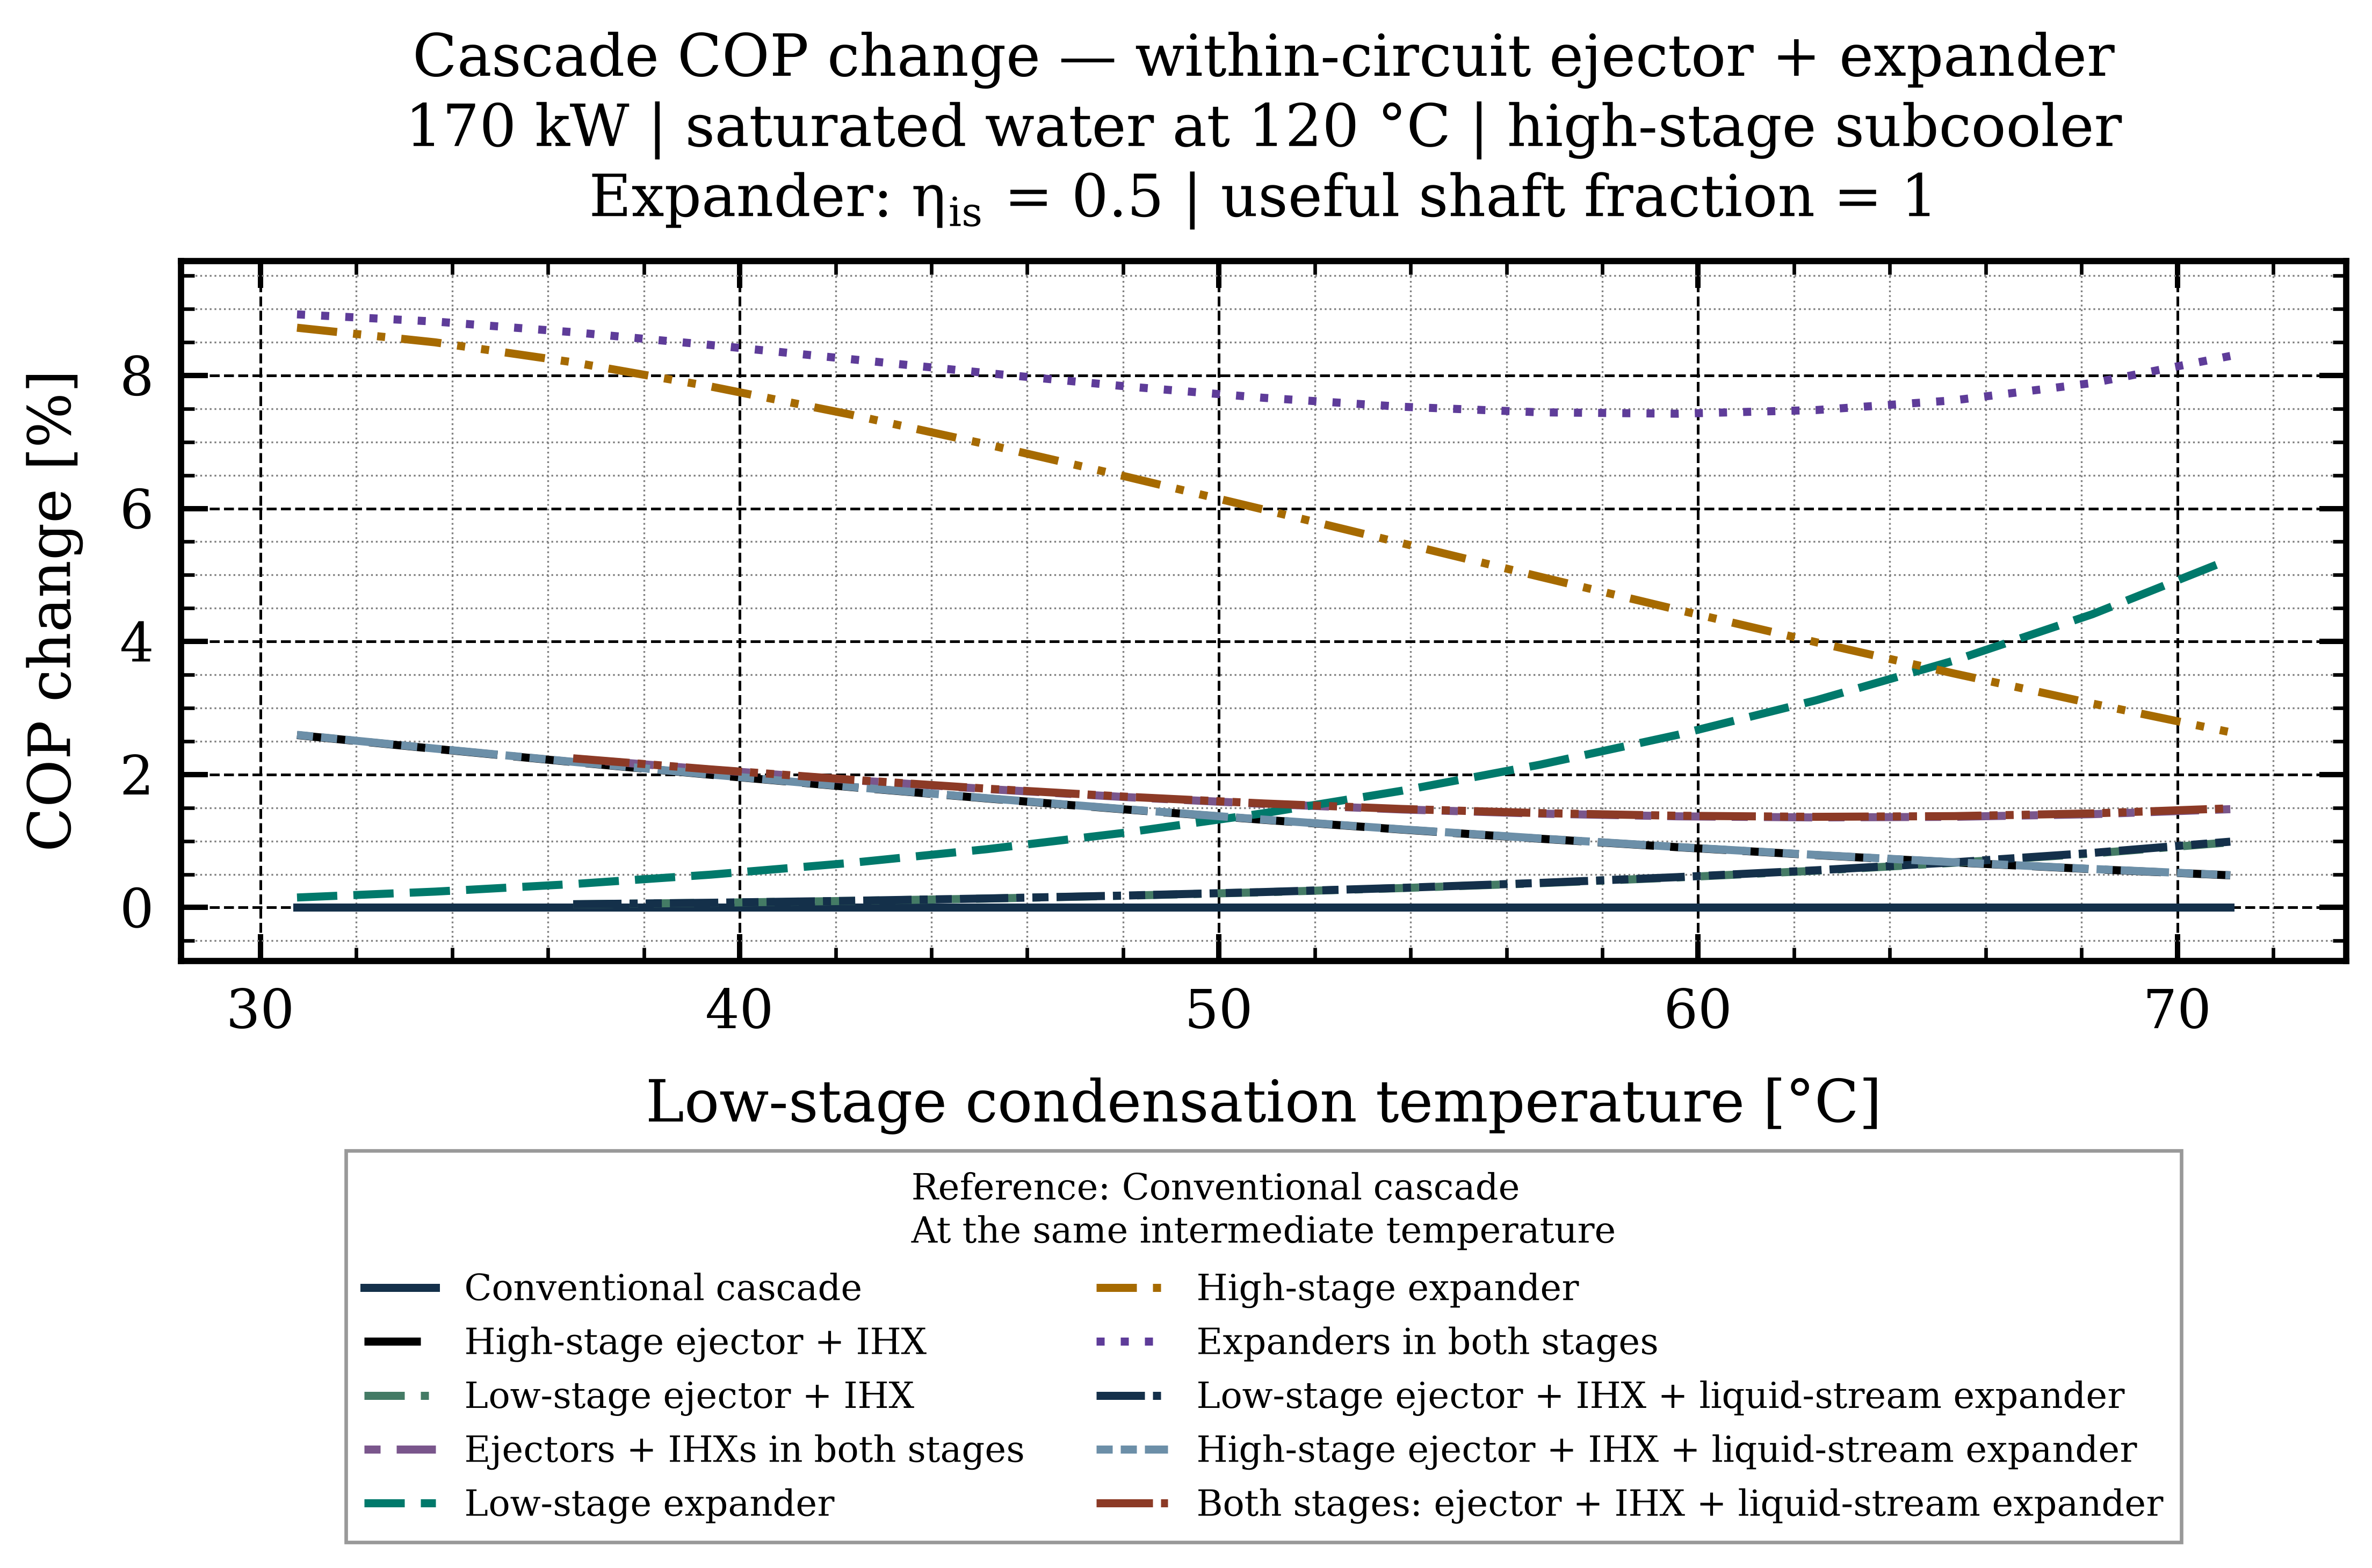 Cascade COP change — within-circuit ejector + expander
170 kW | saturated water at 120 °C | high-stage subcooler
Expander: ηis = 0.5 | useful shaft fraction = 1
COP change [%]
8
6
4
2
0
30 40 50 60 70
Low-stage condensation temperature [°C]
Reference: Conventional cascade
At the same intermediate temperature
Conventional cascade
High-stage ejector + IHX
Low-stage ejector + IHX
Ejectors + IHXs in both stages
Low-stage expander
High-stage expander
Expanders in both stages
Low-stage ejector + IHX + liquid-stream expander
High-stage ejector + IHX + liquid-stream expander
Both stages: ejector + IHX + liquid-stream expander